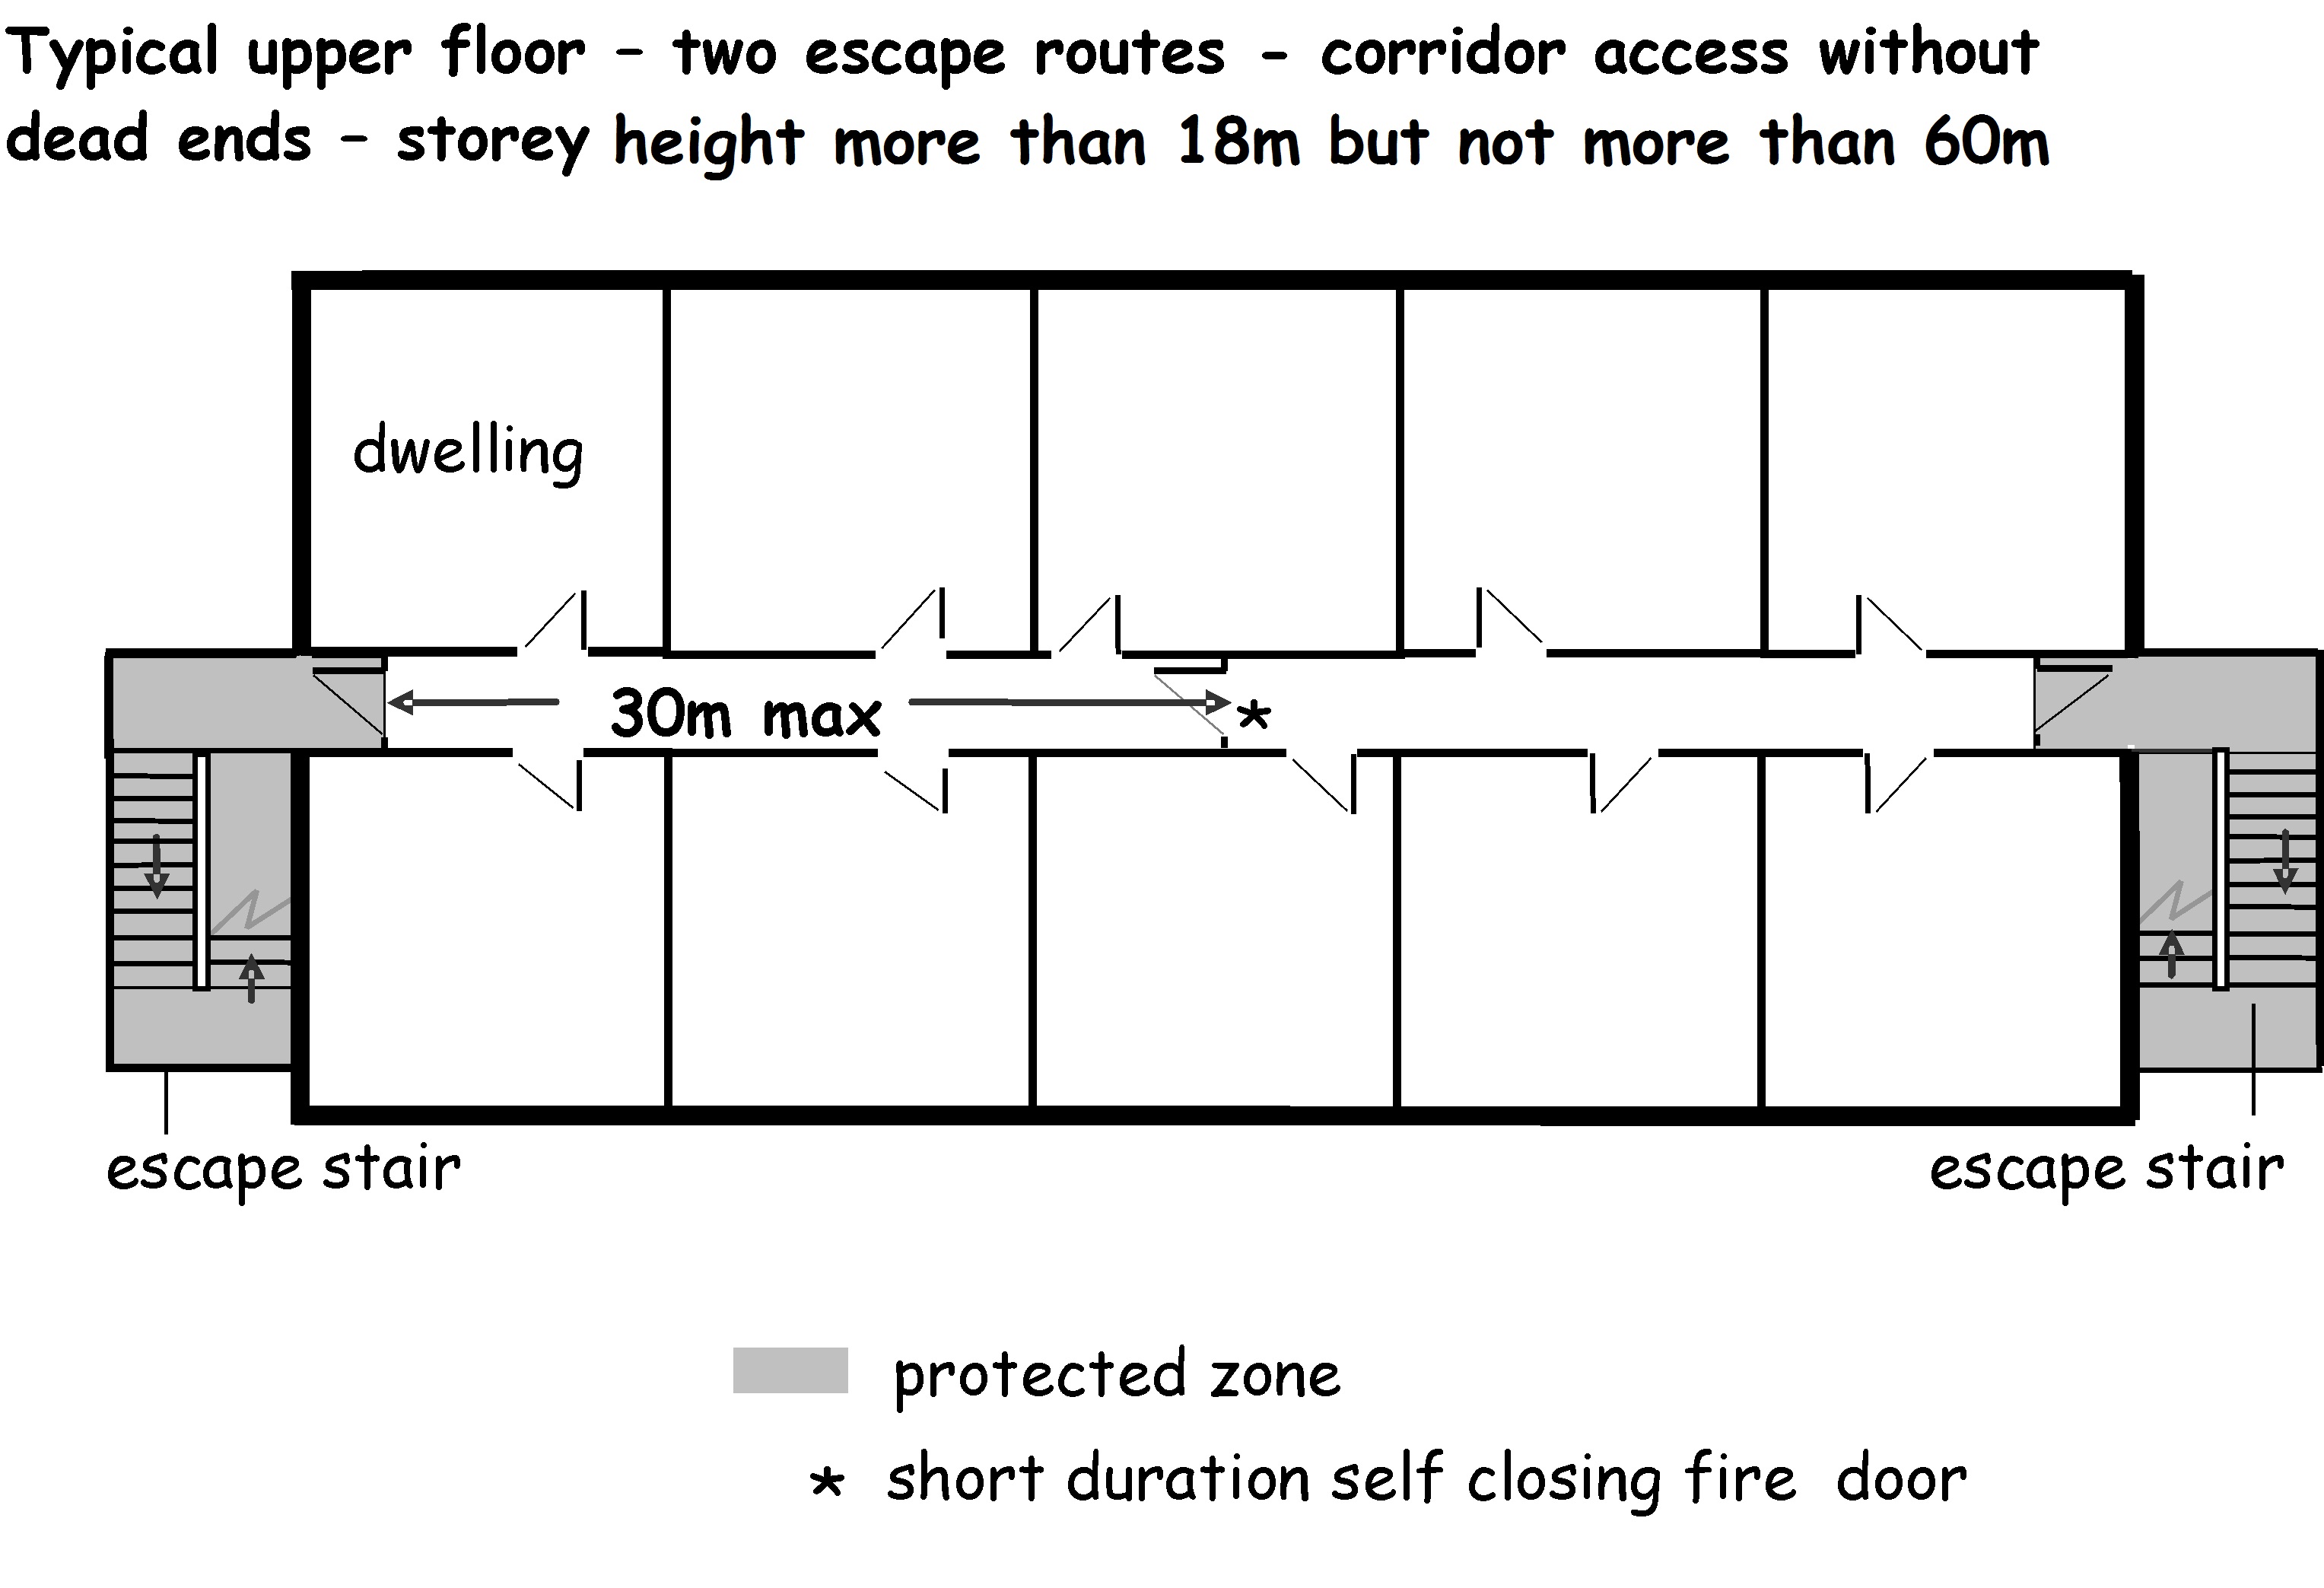 Typical upper floor – two escape routes - corridor access without
dead ends – storey height more than 18m but not more than 60m
dwelling
30m max
*
escape stair
escape stair
protected zone
* short duration self closing fire door